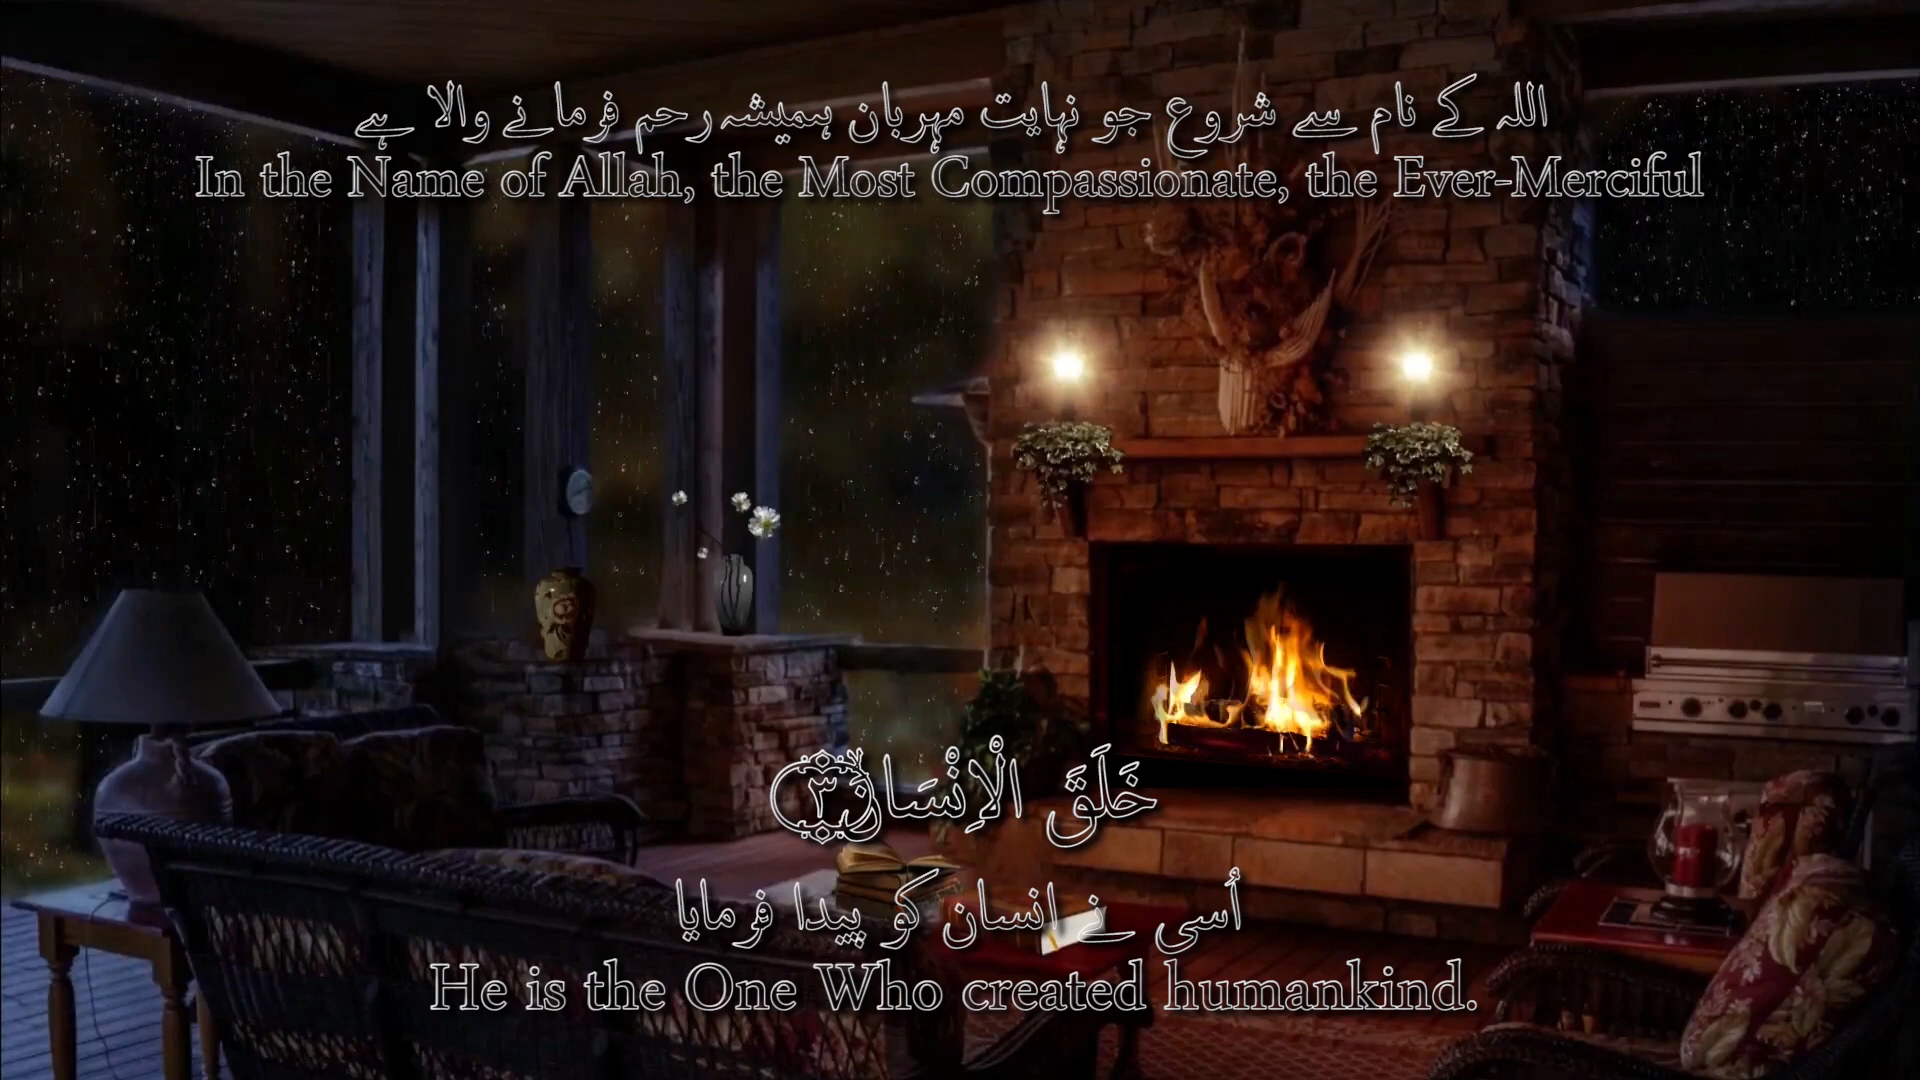 اللہ کے نام سے شروع جو نہایت مہربان ہمیشہ رحم فرمانے والا ہے
In the Name of Allah, the Most Compassionate, the Ever-Merciful
خَلَقَ الْاِنْسَانَۙ ۝٣
اُسی نے انسان کو پیدا فرمایا
He is the One Who created humankind.